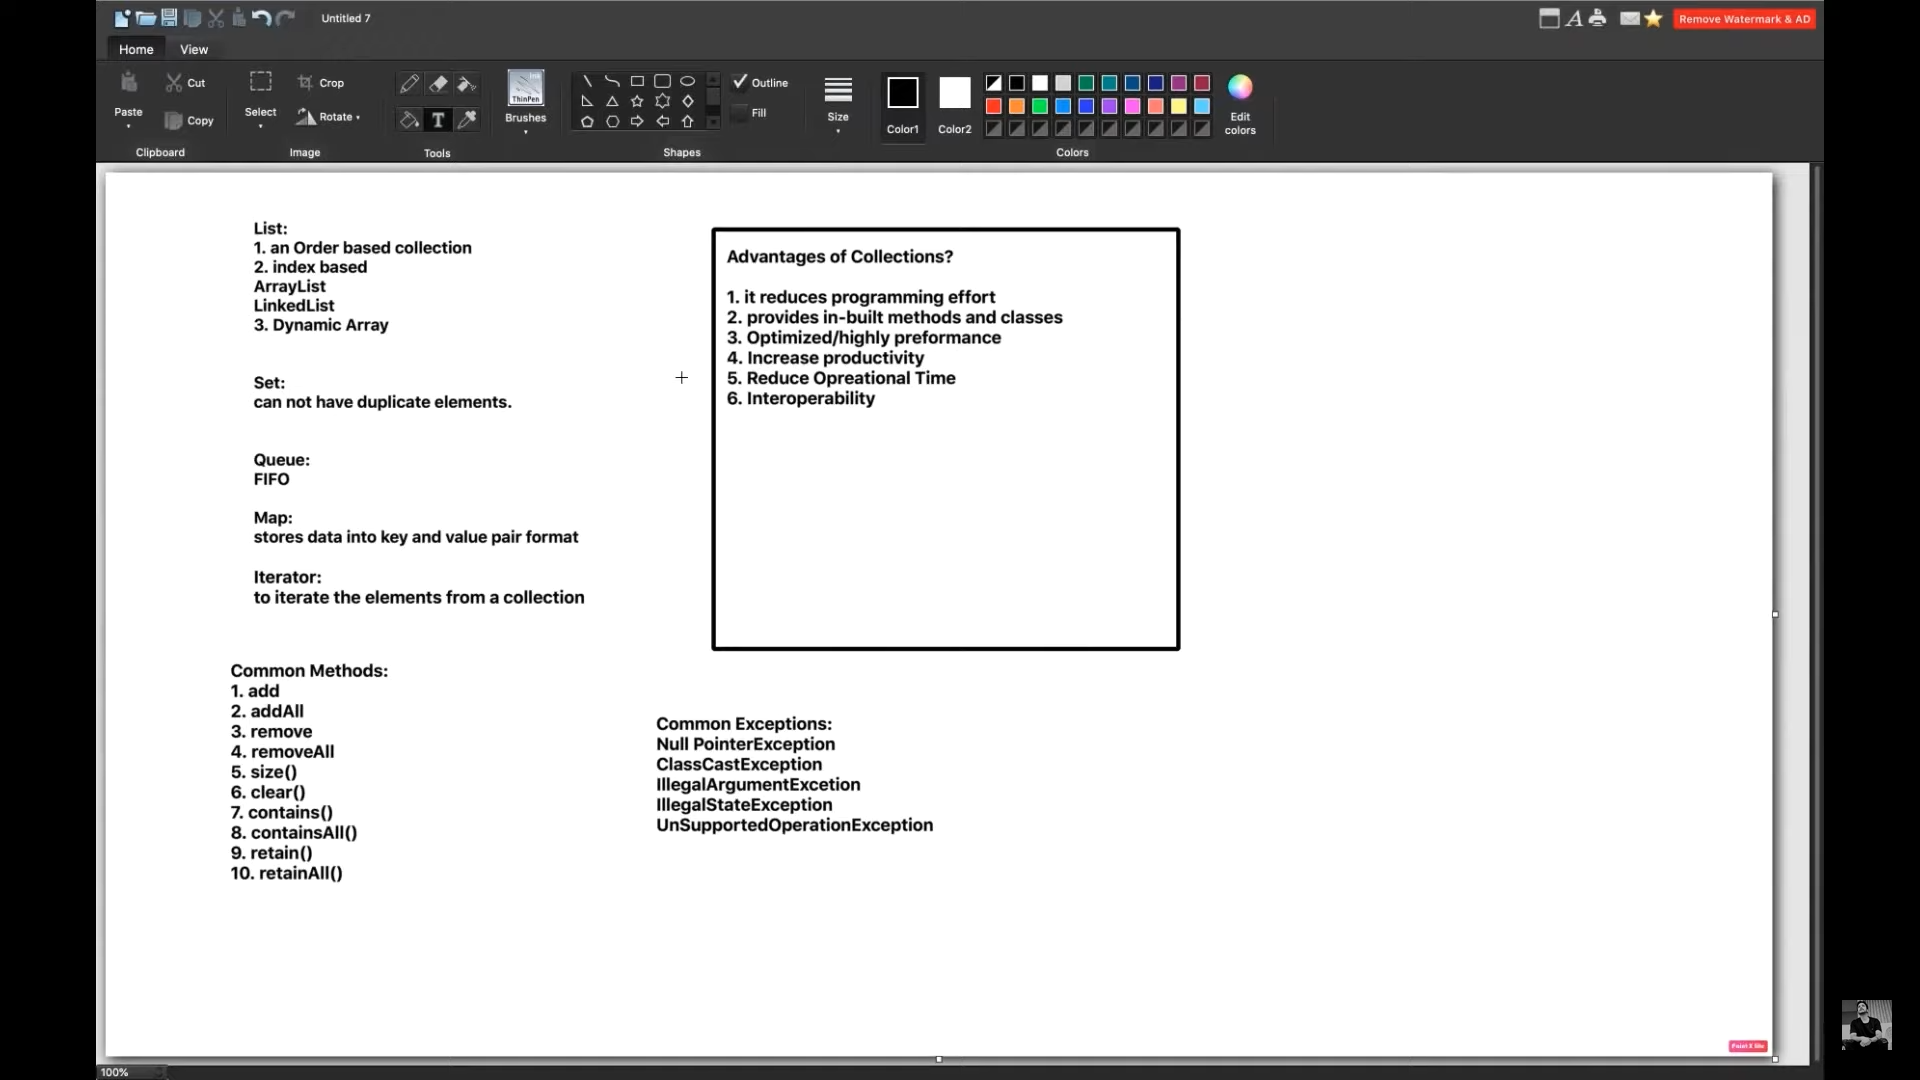 Untitled 7
Remove Watermark & AD
Home
View
Paste
Cut
Copy
Clipboard
Select
Crop
Rotate
Image
Tools
ThinPen
Brushes
Outline
Fill
Shapes
Size
Color1
Color2
Edit
colors
Colors
List:
1. an Order based collection
2. index based
ArrayList
LinkedList
3. Dynamic Array
Set:
can not have duplicate elements.
Queue:
FIFO
Map:
stores data into key and value pair format
Iterator:
to iterate the elements from a collection
Advantages of Collections?
1. it reduces programming effort
2. provides in-built methods and classes
3. Optimized/highly preformance
4. Increase productivity
5. Reduce Opreational Time
6. Interoperability
Common Methods:
1. add
2. addAll
3. remove
4. removeAll
5. size()
6. clear()
7. contains()
8. containsAll()
9. retain()
10. retainAll()
Common Exceptions:
Null PointerException
ClassCastException
IllegalArgumentExcetion
IllegalStateException
UnSupportedOperationException
100%